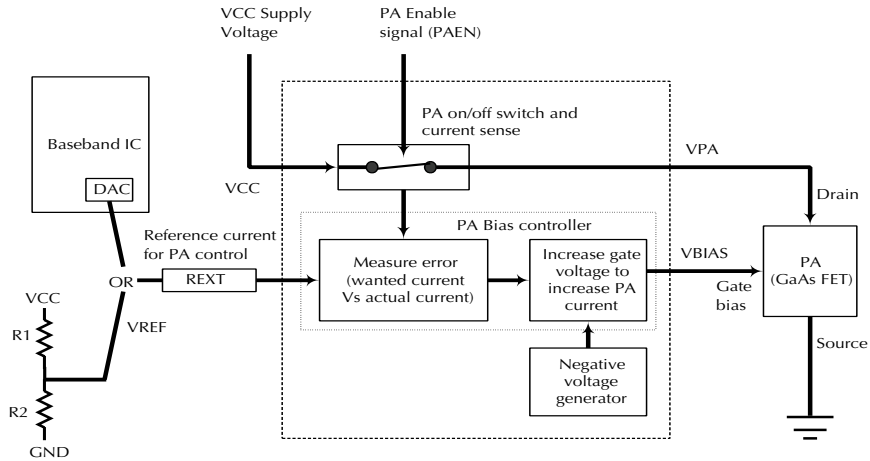 VCC Supply
Voltage
PA Enable
signal (PAEN)
Baseband IC
DAC
PA on/off switch and
current sense
VCC
VPA
Drain
Reference current
for PA control
PA Bias controller
OR
REXT
Measure error
(wanted current
Vs actual current)
Increase gate
voltage to
increase PA
current
VBIAS
Gate
bias
PA
(GaAs FET)
VCC
R1
VREF
Source
Negative
voltage
generator
R2
GND